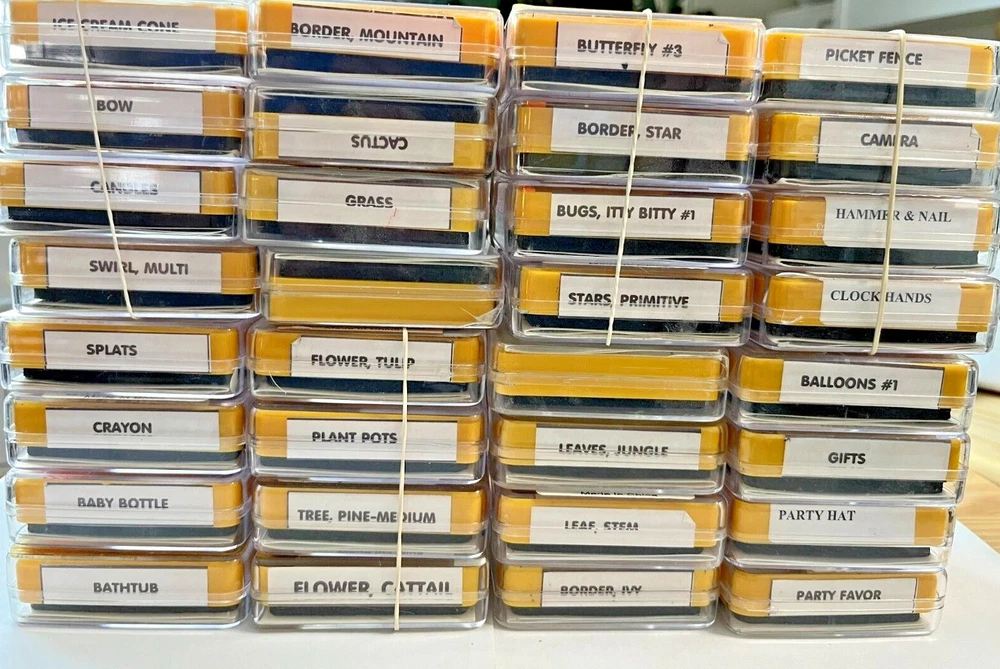 ICE CREAM CONE
BOW
CANDLES
SWIRL, MULTI
SPLATS
CRAYON
BABY BOTTLE
BATHTUB
BORDER, MOUNTAIN
CACTUS
GRASS
FLOWER, TULIP
PLANT POTS
TREE, PINE-MEDIUM
FLOWER, CATTAIL
BUTTERFLY #3
BORDER, STAR
BUGS, ITTY BITTY #1
STARS, PRIMITIVE
LEAVES, JUNGLE
LEAF, STEM
BORDER, IVY
PICKET FENCE
CAMERA
HAMMER & NAIL
CLOCK HANDS
BALLOONS #1
GIFTS
PARTY HAT
PARTY FAVOR